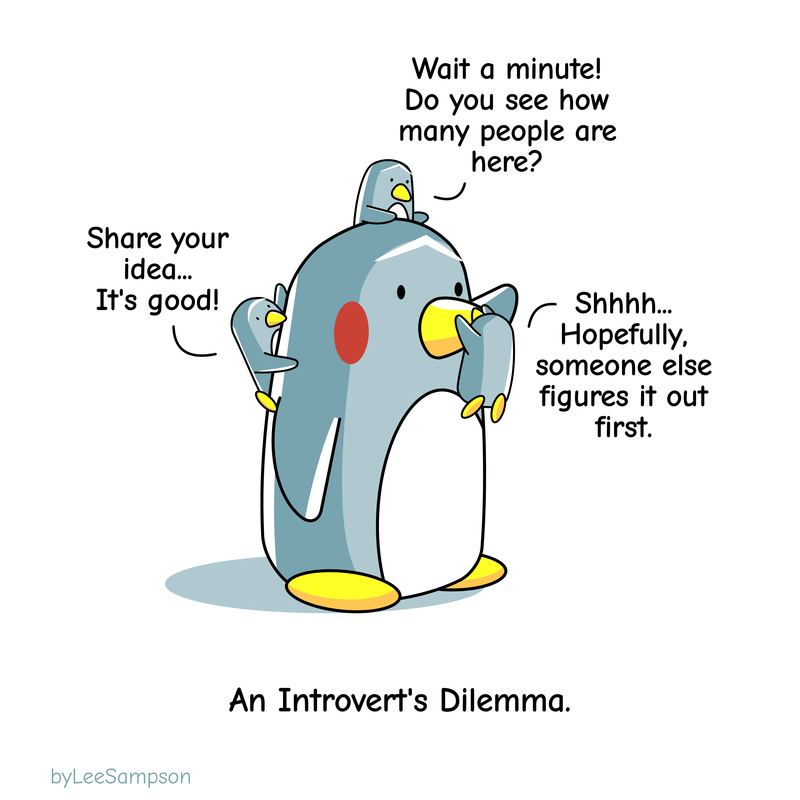 Wait a minute!
Do you see how
many people are
here?
Share your
idea...
It's good!
Shhhh...
Hopefully,
someone else
figures it out
first.
An Introvert's Dilemma.
byLeeSampson